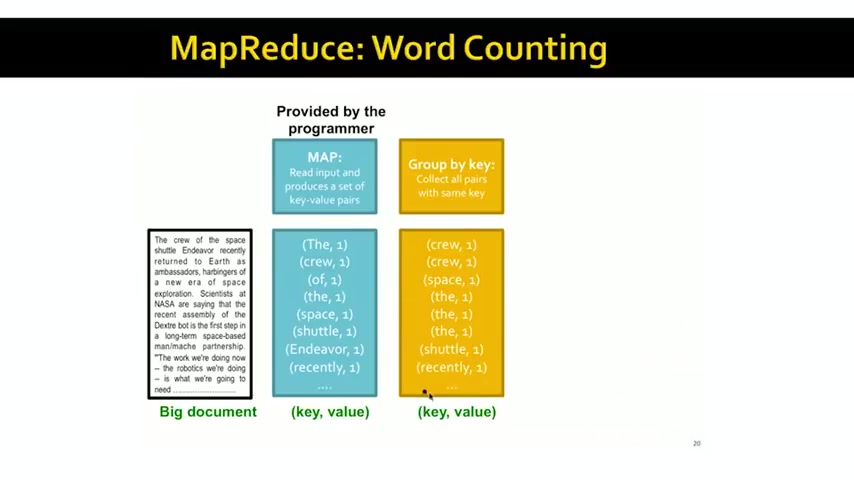 MapReduce: Word Counting
Provided by the
programmer
MAP:
Read input and
produces a set of
key-value pairs
Group by key:
Collect all pairs
with same key
The crew of the space
shuttle Endeavor recently
returned to Earth as
ambassadors, harbingers of
a new era of space
exploration. Scientists at
NASA are saying that the
recent assembly of the
Dextre bot is the first step in
a long-term space-based
man/mache partnership.
"The work we're doing now
-- the robotics we're doing
-- is what we're going to
need ........................
(The, 1)
(crew, 1)
(of, 1)
(the, 1)
(space, 1)
(shuttle, 1)
(Endeavor, 1)
(recently, 1)
....
(crew, 1)
(crew, 1)
(space, 1)
(the, 1)
(the, 1)
(the, 1)
(shuttle, 1)
(recently, 1)
...
Big document
(key, value)
(key, value)
20